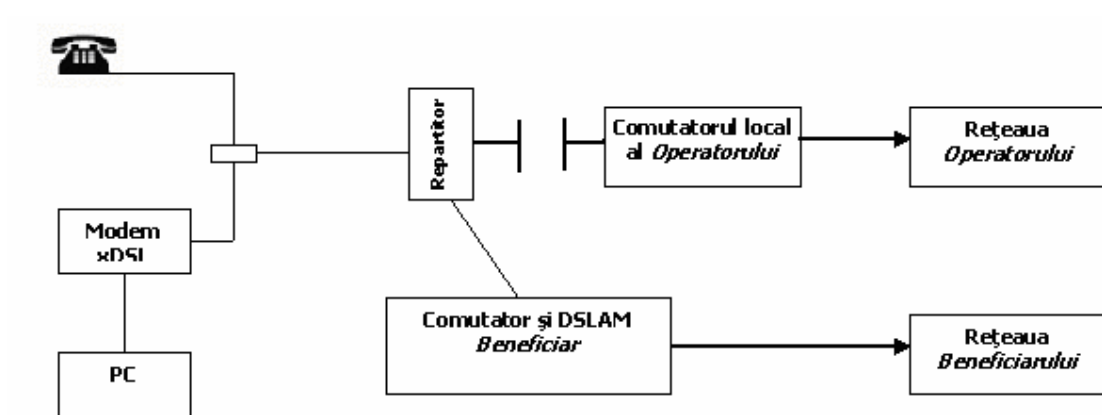 Repartitor
Comutatorul local
al Operatorului
Rețeaua
Operatorului
Modem
xDSL
Comutator și DSLAM
Beneficiar
Rețeaua
Beneficiarului
PC